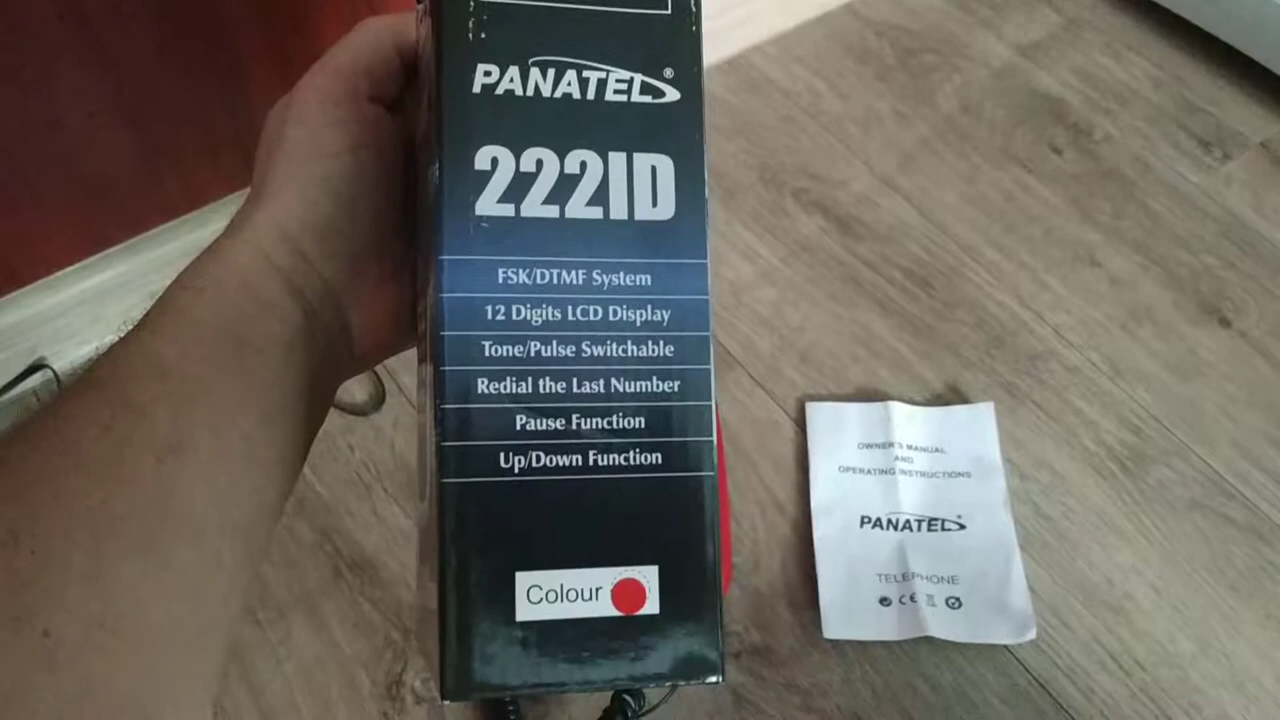 PANATEL®
222ID
FSK/DTMF System
12 Digits LCD Display
Tone/Pulse Switchable
Redial the Last Number
Pause Function
Up/Down Function
Colour
OWNER'S MANUAL
AND
OPERATING INSTRUCTIONS
PANATEL®
TELEPHONE
CE